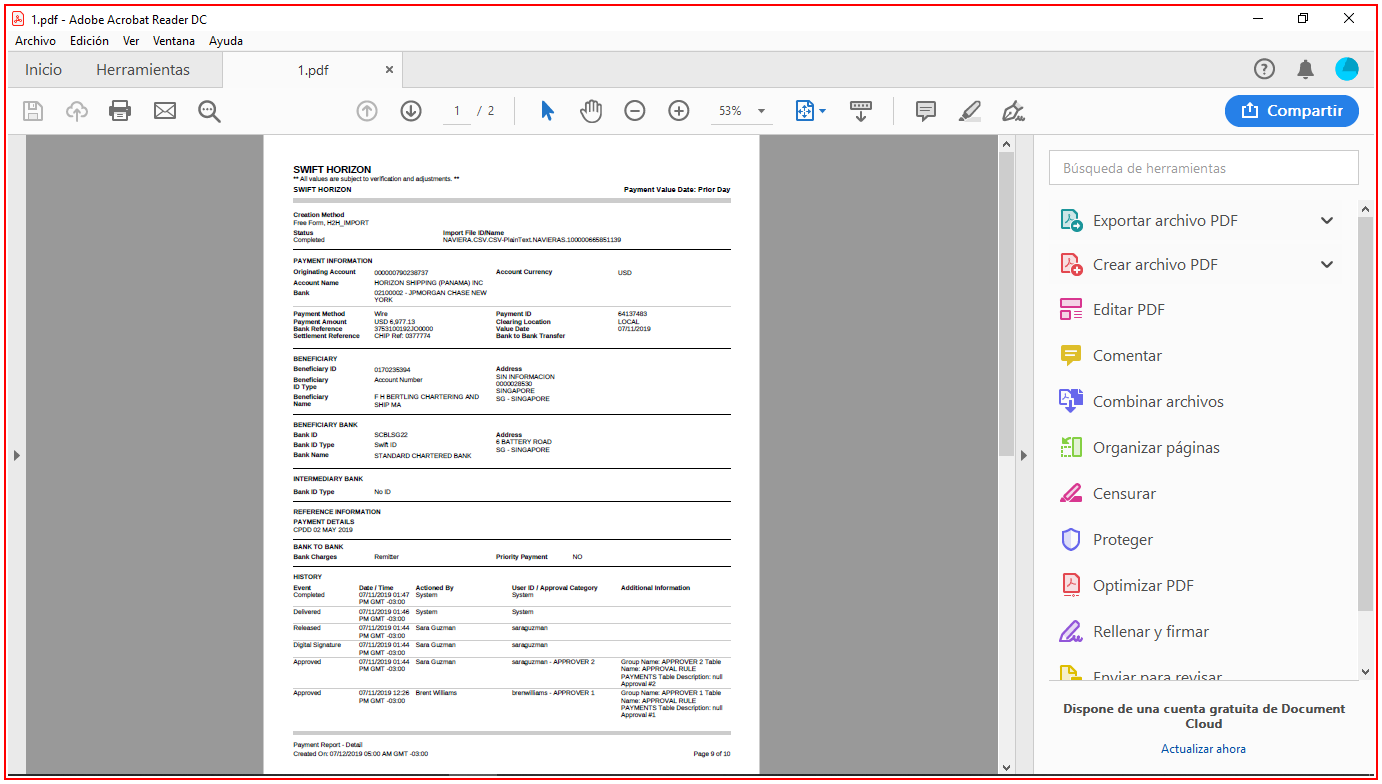 1.pdf - Adobe Acrobat Reader DC
Archivo Edición Ver Ventana Ayuda
Inicio Herramientas 1.pdf
1 / 2 53% Compartir
SWIFT HORIZON
** All values are subject to verification and adjustments. **
SWIFT HORIZON Payment Value Date: Prior Day
Creation Method
Free Form, H2H_IMPORT
Status Import File ID/Name
Completed NAVIERA.CSV.CSV-PlainText.NAVIERAS.100000665851139
PAYMENT INFORMATION
Originating Account 000000790238737 Account Currency USD
Account Name HORIZON SHIPPING (PANAMA) INC
Bank 02100002 - JPMORGAN CHASE NEW
YORK
Payment Method Wire Payment ID 64137483
Payment Amount USD 6,977.13 Clearing Location LOCAL
Bank Reference 3753100192JO0000 Value Date 07/11/2019
Settlement Reference CHIP Ref: 0377774 Bank to Bank Transfer
BENEFICIARY
Beneficiary ID 0170235394 Address
Beneficiary Account Number SIN INFORMACION
ID Type 0000028530
SINGAPORE
Beneficiary F H BERTLING CHARTERING AND SG - SINGAPORE
Name SHIP MA
BENEFICIARY BANK
Bank ID SCBLSG22 Address
Bank ID Type Swift ID 6 BATTERY ROAD
SG - SINGAPORE
Bank Name STANDARD CHARTERED BANK
INTERMEDIARY BANK
Bank ID Type No ID
REFERENCE INFORMATION
PAYMENT DETAILS
CPDD 02 MAY 2019
BANK TO BANK
Bank Charges Remitter Priority Payment NO
HISTORY
Event Date / Time Actioned By User ID / Approval Category Additional Information
Completed 07/11/2019 01:47 System System
PM GMT -03:00
Delivered 07/11/2019 01:46 System System
PM GMT -03:00
Released 07/11/2019 01:44 Sara Guzman saraguzman
PM GMT -03:00
Digital Signature 07/11/2019 01:44 Sara Guzman saraguzman
PM GMT -03:00
Approved 07/11/2019 01:44 Sara Guzman saraguzman - APPROVER 2 Group Name: APPROVER 2 Table
PM GMT -03:00 Name: APPROVAL RULE
PAYMENTS Table Description: null
Approval #2
Approved 07/11/2019 12:26 Brent Williams brenwilliams - APPROVER 1 Group Name: APPROVER 1 Table
PM GMT -03:00 Name: APPROVAL RULE
PAYMENTS Table Description: null
Approval #1
Payment Report - Detail
Created On: 07/12/2019 05:00 AM GMT -03:00 Page 9 of 10
Búsqueda de herramientas
Exportar archivo PDF
Crear archivo PDF
Editar PDF
Comentar
Combinar archivos
Organizar páginas
Censurar
Proteger
Optimizar PDF
Rellenar y firmar
Enviar para revisar
Dispone de una cuenta gratuita de Document
Cloud
Actualizar ahora